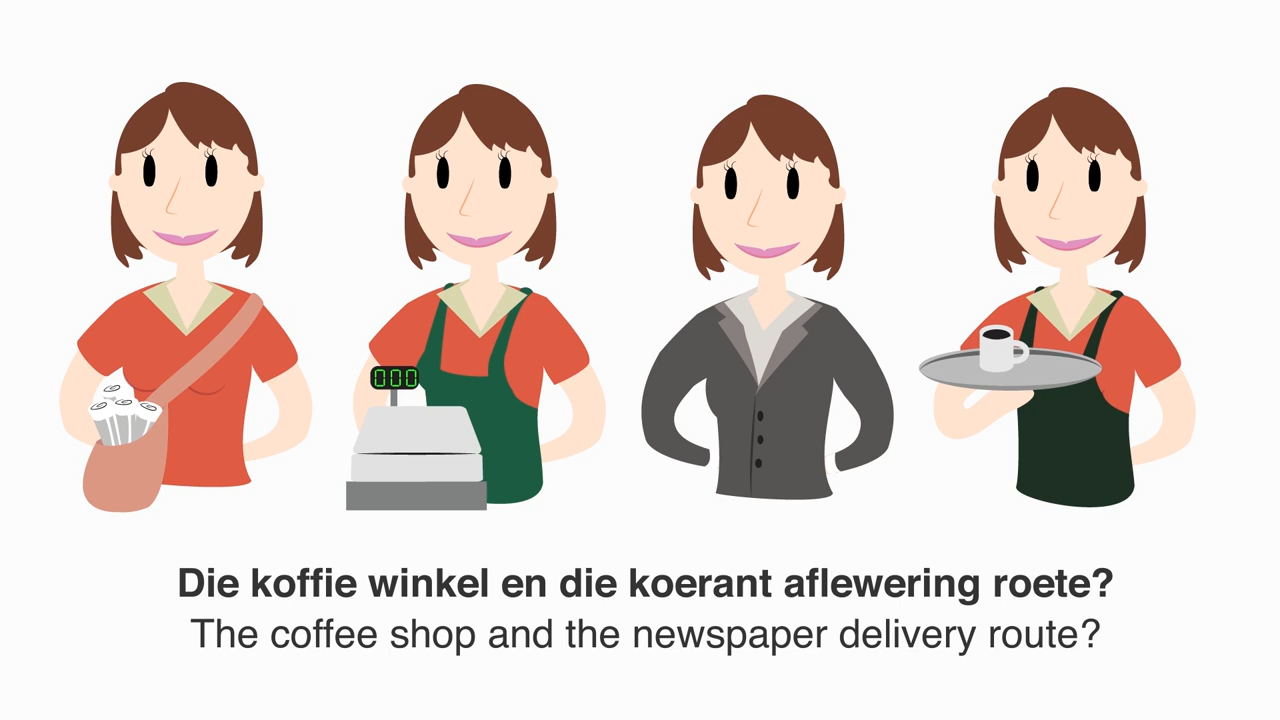 000
Die koffie winkel en die koerant aflewering roete?
The coffee shop and the newspaper delivery route?